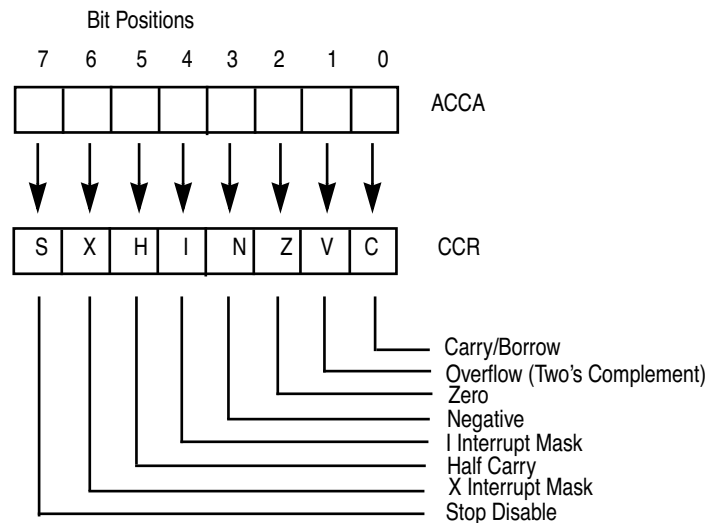 Bit Positions
7 6 5 4 3 2 1 0
ACCA
S X H I N Z V C CCR
Carry/Borrow
Overflow (Two's Complement)
Zero
Negative
I Interrupt Mask
Half Carry
X Interrupt Mask
Stop Disable